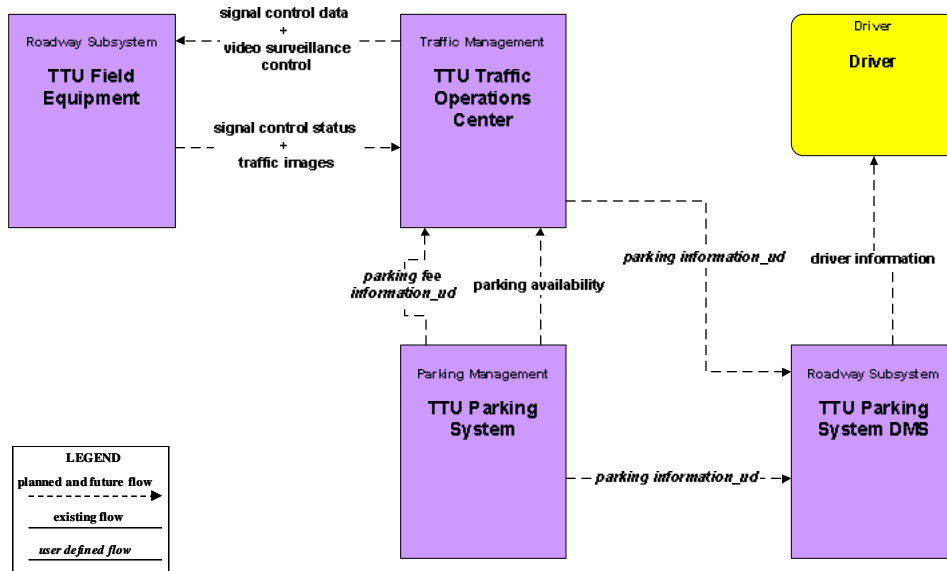 Roadway Subsystem
TTU Field
Equipment
signal control data
+
video surveillance
control
signal control status
+
traffic images
Traffic Management
TTU Traffic
Operations
Center
Driver
Driver
parking fee
information_ud
parking availability
parking information_ud
driver information
Parking Management
TTU Parking
System
parking information_ud
Roadway Subsystem
TTU Parking
System DMS
LEGEND
planned and future flow
existing flow
user defined flow